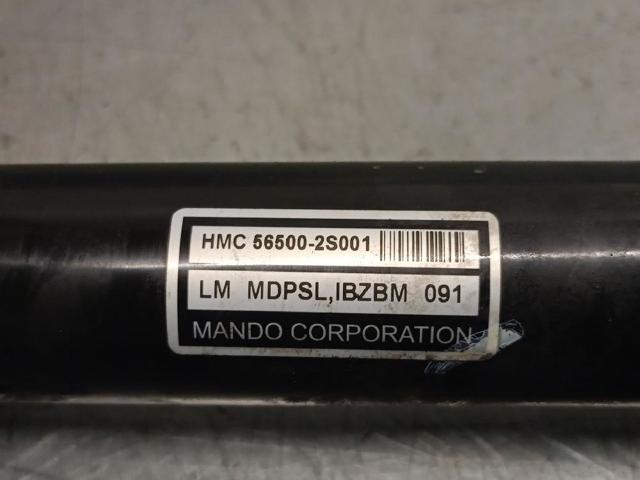 HMC 56500-2S001
LM MDPSL,IBZBM 091
MANDO CORPORATION